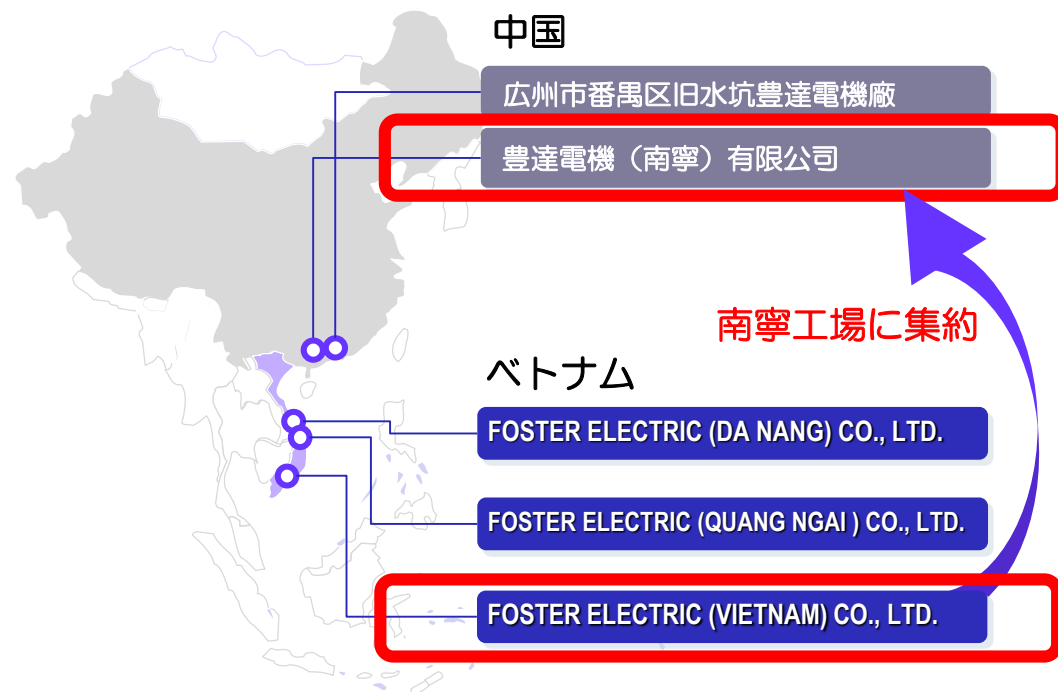 中国
広州市番禺区旧水坑豊達電機廠
豊達電機（南寧）有限公司
南寧工場に集約
ベトナム
FOSTER ELECTRIC (DA NANG) CO., LTD.
FOSTER ELECTRIC (QUANG NGAI ) CO., LTD.
FOSTER ELECTRIC (VIETNAM) CO., LTD.